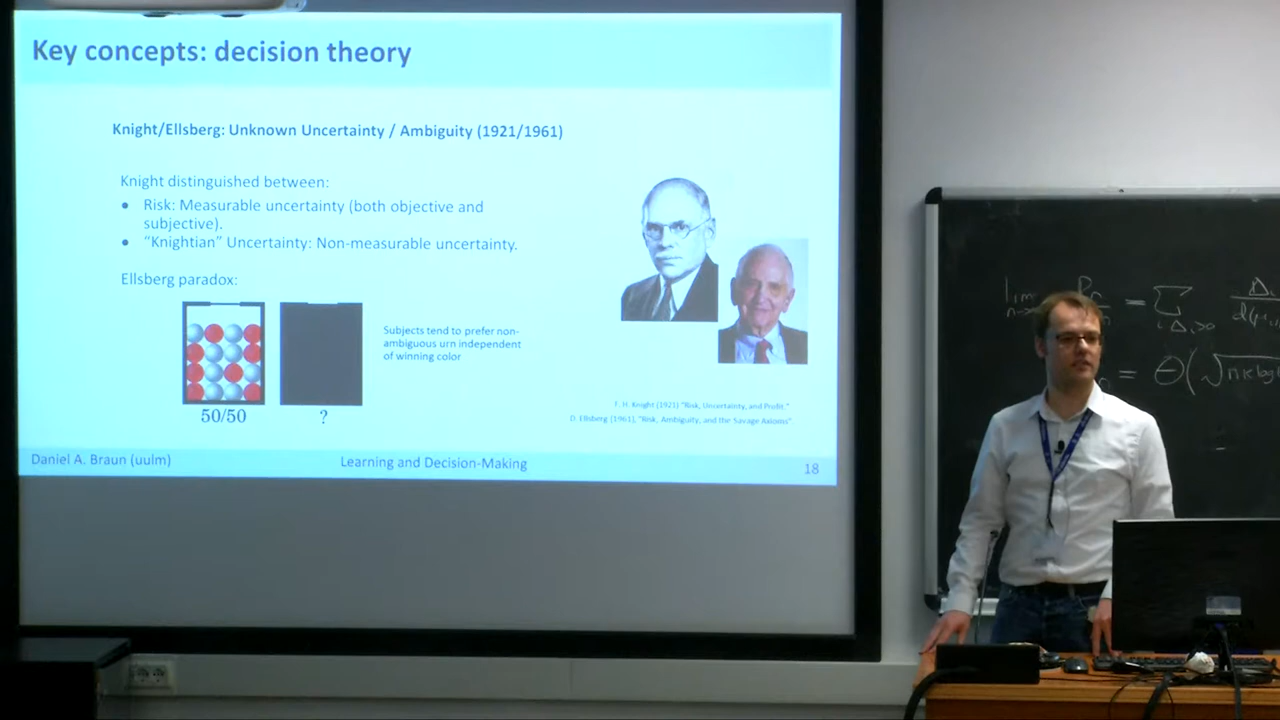 Key concepts: decision theory
Knight/Ellsberg: Unknown Uncertainty / Ambiguity (1921/1961)
Knight distinguished between:
• Risk: Measurable uncertainty (both objective and
subjective).
• “Knightian” Uncertainty: Non-measurable uncertainty.
Ellsberg paradox:
Subjects tend to prefer non-
ambiguous urn independent
of winning color
50/50
?
F. H. Knight (1921) "Risk, Uncertainty, and Profit."
D. Ellsberg (1961), "Risk, Ambiguity, and the Savage Axioms"
Daniel A. Braun (uulm)
Learning and Decision-Making
18
lim
n→∞
= Σ
= Θ(√